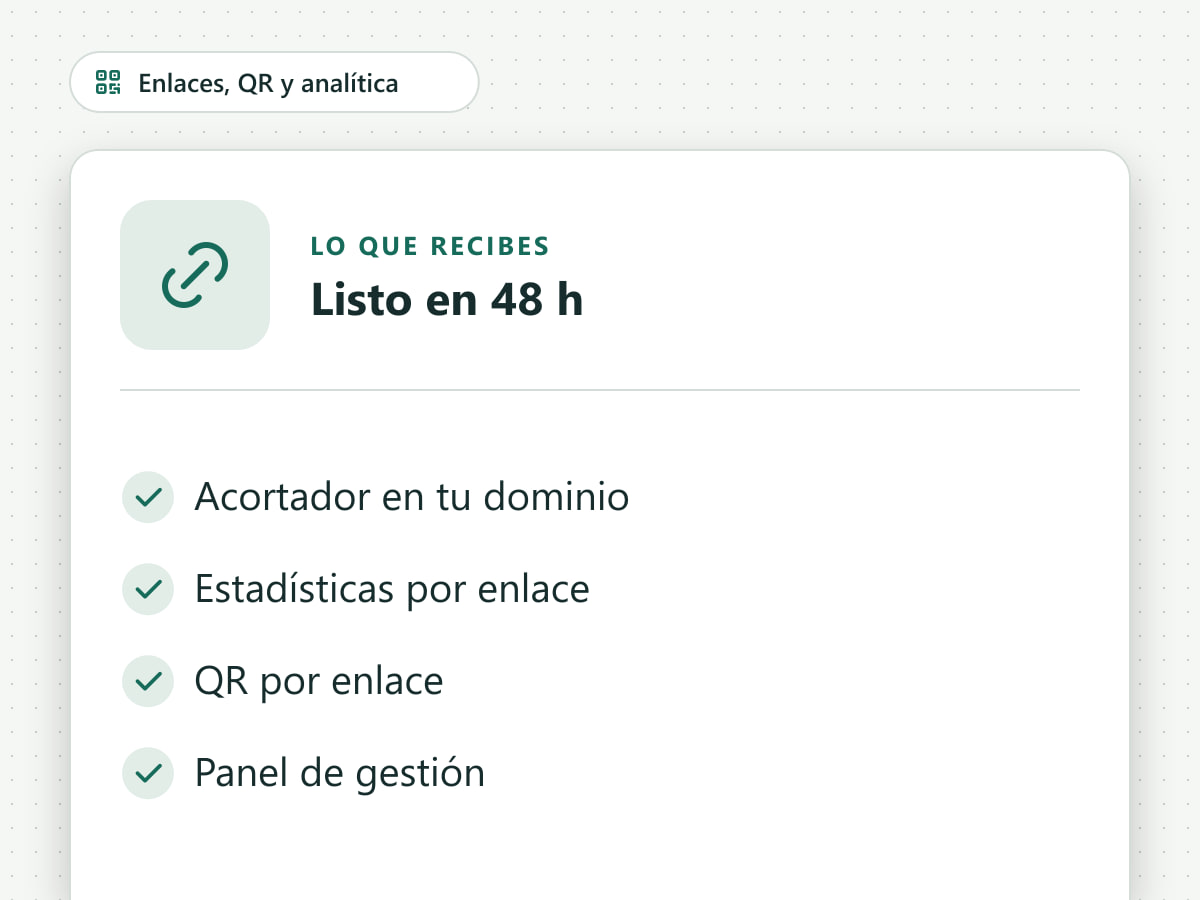 Enlaces, QR y analítica
LO QUE RECIBES
Listo en 48 h
Acortador en tu dominio
Estadísticas por enlace
QR por enlace
Panel de gestión